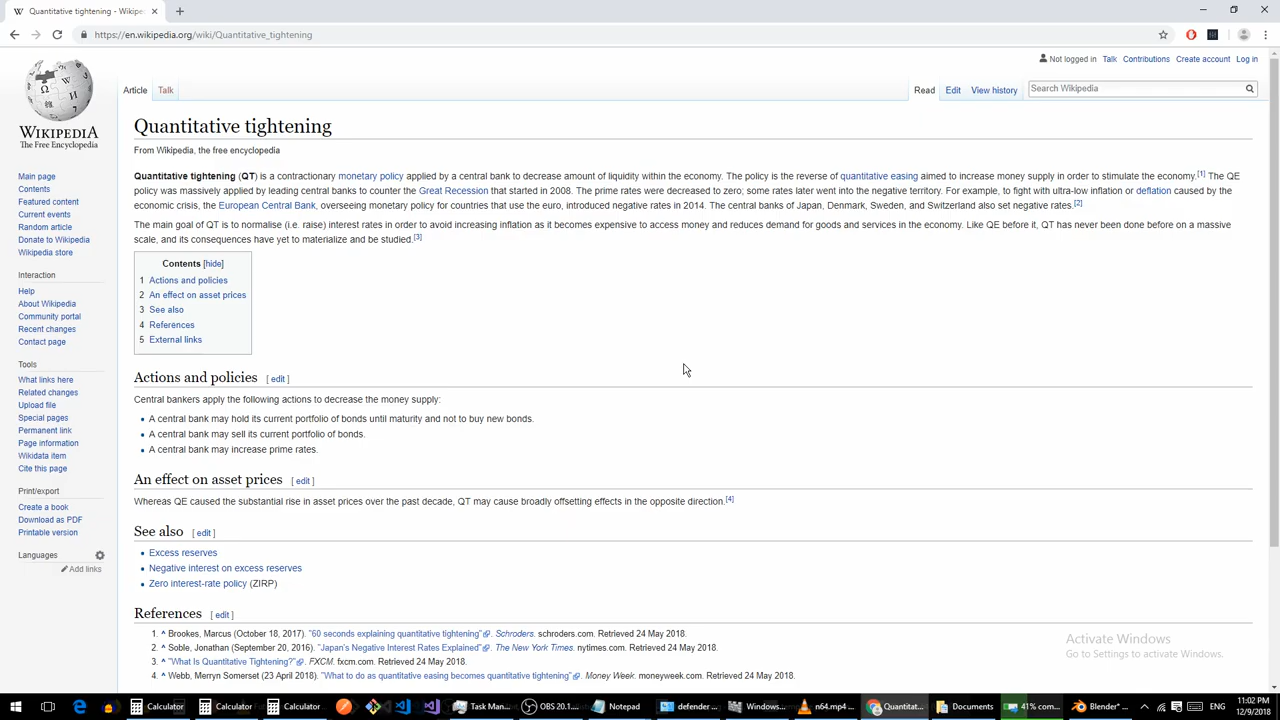 Quantitative tightening - Wikipe
https://en.wikipedia.org/wiki/Quantitative_tightening
Not logged in Talk Contributions Create account Log in
Article Talk Read Edit View history Search Wikipedia
WIKIPEDIA
The Free Encyclopedia
Main page
Contents
Featured content
Current events
Random article
Donate to Wikipedia
Wikipedia store
Interaction
Help
About Wikipedia
Community portal
Recent changes
Contact page
Tools
What links here
Related changes
Upload file
Special pages
Permanent link
Page information
Wikidata item
Cite this page
Print/export
Create a book
Download as PDF
Printable version
Languages
Add links
Quantitative tightening
From Wikipedia, the free encyclopedia
Quantitative tightening (QT) is a contractionary monetary policy applied by a central bank to decrease amount of liquidity within the economy. The policy is the reverse of quantitative easing aimed to increase money supply in order to stimulate the economy.[1] The QE
policy was massively applied by leading central banks to counter the Great Recession that started in 2008. The prime rates were decreased to zero; some rates later went into the negative territory. For example, to fight with ultra-low inflation or deflation caused by the
economic crisis, the European Central Bank, overseeing monetary policy for countries that use the euro, introduced negative rates in 2014. The central banks of Japan, Denmark, Sweden, and Switzerland also set negative rates.[2]
The main goal of QT is to normalise (i.e. raise) interest rates in order to avoid increasing inflation as it becomes expensive to access money and reduces demand for goods and services in the economy. Like QE before it, QT has never been done before on a massive
scale, and its consequences have yet to materialize and be studied.[3]
Contents [hide]
1 Actions and policies
2 An effect on asset prices
3 See also
4 References
5 External links
Actions and policies [ edit ]
Central bankers apply the following actions to decrease the money supply:
A central bank may hold its current portfolio of bonds until maturity and not to buy new bonds.
A central bank may sell its current portfolio of bonds.
A central bank may increase prime rates.
An effect on asset prices [ edit ]
Whereas QE caused the substantial rise in asset prices over the past decade, QT may cause broadly offsetting effects in the opposite direction.[4]
See also [ edit ]
Excess reserves
Negative interest on excess reserves
Zero interest-rate policy (ZIRP)
References [ edit ]
1. ^ Brookes, Marcus (October 18, 2017). "60 seconds explaining quantitative tightening". Schroders. schroders.com. Retrieved 24 May 2018.
2. ^ Soble, Jonathan (September 20, 2016). "Japan's Negative Interest Rates Explained". The New York Times. nytimes.com. Retrieved 24 May 2018.
3. ^ "What Is Quantitative Tightening?". FXCM. fxcm.com. Retrieved 24 May 2018.
4. ^ Webb, Merryn Somerset (23 April 2018). "What to do as quantitative easing becomes quantitative tightening". Money Week. moneyweek.com. Retrieved 24 May 2018.
Activate Windows
Go to Settings to activate Windows.
Calculator Calculator Calculator Task Man... OBS 20.1.... Notepad defender ... Windows... n64.mp4 ... Quantitat... Documents 41% com... Blender* ... 11:02 PM
12/9/2018